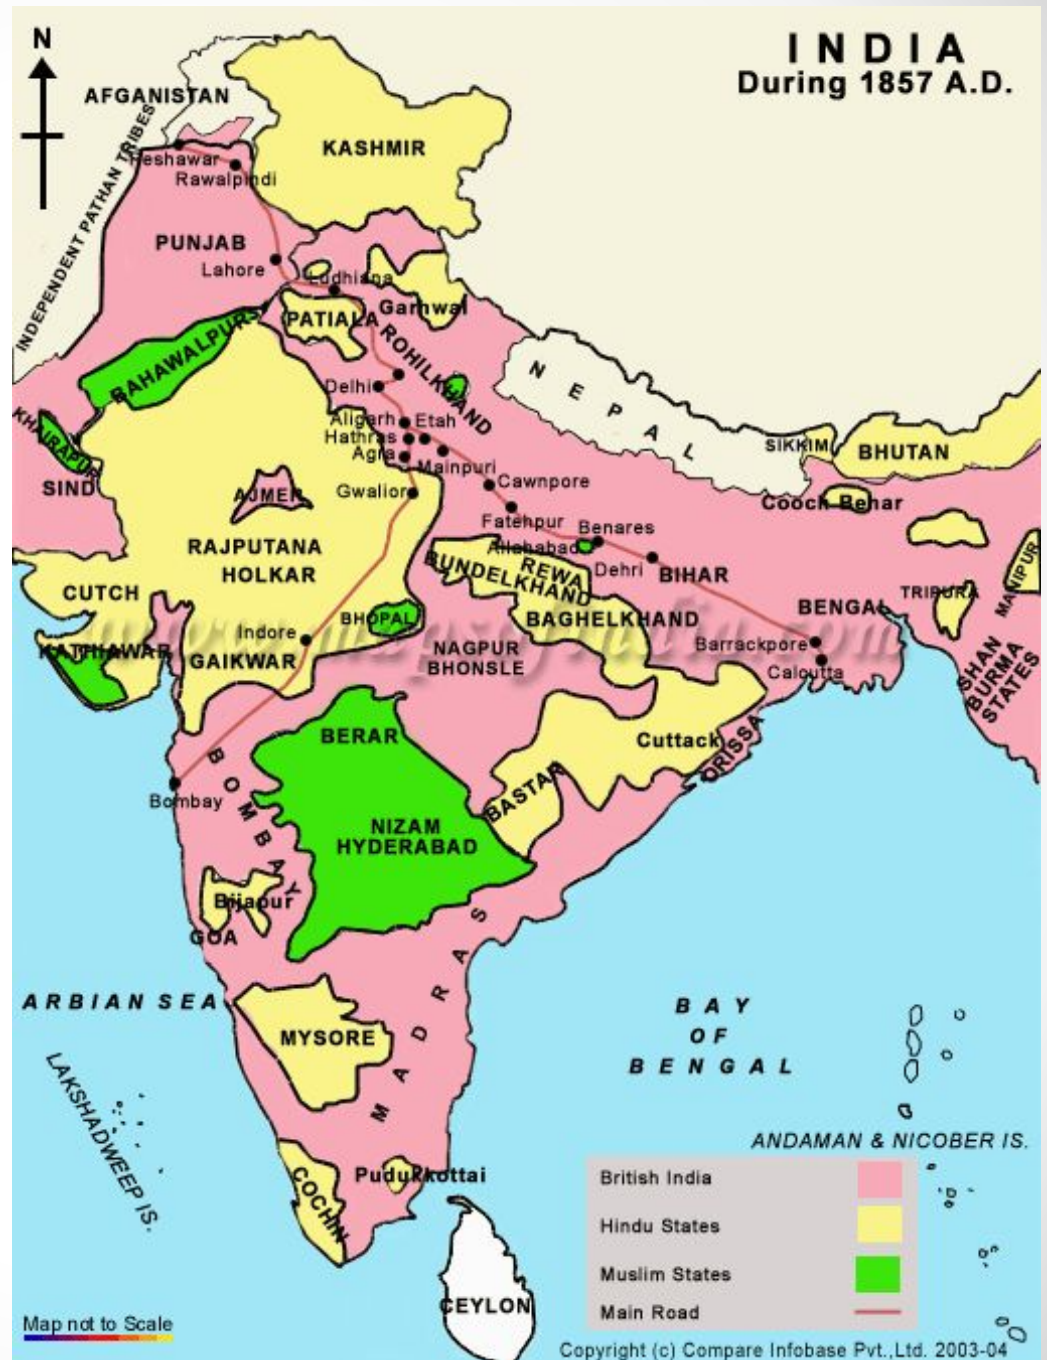 INDIA
During 1857 A.D.
N
AFGANISTAN
INDEPENDENT PATHAN TRIBES
KASHMIR
Peshawar
Rawalpindi
PUNJAB
Lahore
Ludhiana
Garhwal
PATIALA
ROHILKHAND
BAHAWALPURS
Delhi
NEPAL
KHAIRAPUR
SIND
Aligarh
Etah
Hathras
Agra
Mainpuri
SIKKIM
BHUTAN
AJMER
Gwalior
Cawnpore
Cooch Behar
Fatehpur
Benares
Allahabad
Dehri
BIHAR
RAJPUTANA
HOLKAR
REWA
BUNDELKHAND
MANIPUR
CUTCH
TRIPURA
BENGAL
BHOPAL
BAGHELKHAND
www.mapsofindia.com
Indore
KATHIAWAR
GAIKWAR
NAGPUR
BHONSLE
Barrackpore
Calcutta
SHAN
BURMA
STATES
BERAR
Cuttack
ORISSA
BASTAR
Bombay
BOMBAY
NIZAM
HYDERABAD
Bijapur
GOA
MADRAS
ARBIAN SEA
BAY
OF
BENGAL
MYSORE
LAKSHADWEEP IS.
ANDAMAN & NICOBER IS.
Pudukkottai
COCHIN
CEYLON
British India
Hindu States
Muslim States
Main Road
Map not to Scale
Copyright (c) Compare Infobase Pvt.,Ltd. 2003-04